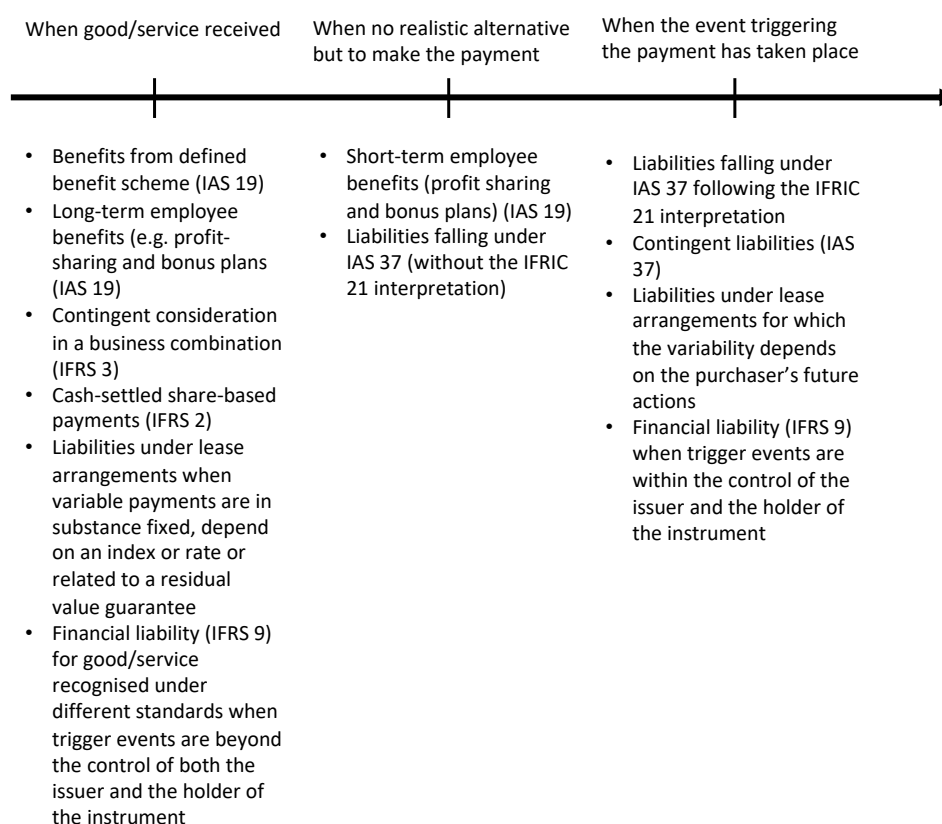 When good/service received
When no realistic alternative
but to make the payment
When the event triggering
the payment has taken place
• Benefits from defined
benefit scheme (IAS 19)
• Long-term employee
benefits (e.g. profit-
sharing and bonus plans
(IAS 19)
• Contingent consideration
in a business combination
(IFRS 3)
• Cash-settled share-based
payments (IFRS 2)
• Liabilities under lease
arrangements when
variable payments are in
substance fixed, depend
on an index or rate or
related to a residual
value guarantee
• Financial liability (IFRS 9)
for good/service
recognised under
different standards when
trigger events are beyond
the control of both the
issuer and the holder of
the instrument
• Short-term employee
benefits (profit sharing
and bonus plans) (IAS 19)
• Liabilities falling under
IAS 37 (without the IFRIC
21 interpretation)
• Liabilities falling under
IAS 37 following the IFRIC
21 interpretation
• Contingent liabilities (IAS
37)
• Liabilities under lease
arrangements for which
the variability depends
on the purchaser's future
actions
• Financial liability (IFRS 9)
when trigger events are
within the control of the
issuer and the holder of
the instrument